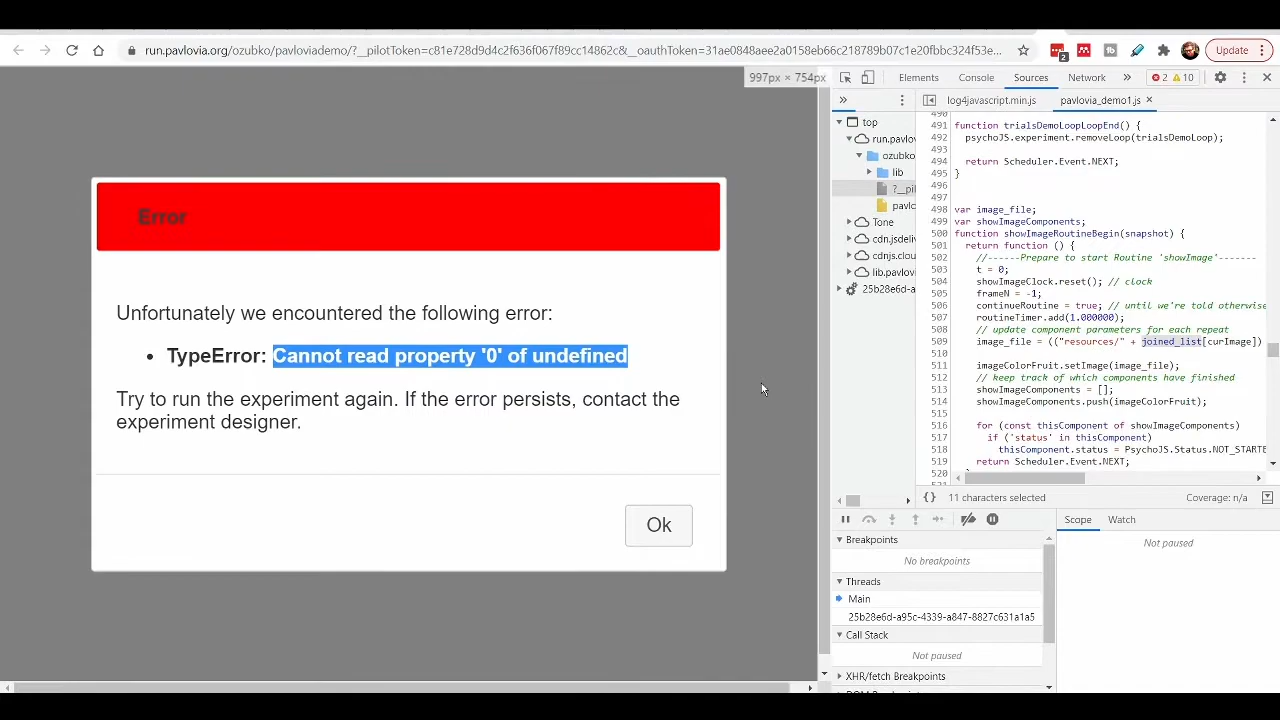 run.pavlovia.org/ozubko/pavloviademo/?__pilotToken=c81e728d9d4c2f636f067f89cc14862c&__oauthToken=31ae0848aee2a0158eb66c218789b07c1e20fbbc324f53e...
2
Update
997px × 754px
Elements Console Sources Network » 2 10
» log4javascript.min.js pavlovia_demo1.js ×
top
run.pavlo
ozubko
lib
?__pil
pavlo
Tone
cdn.jsdeliv
cdnjs.clou
lib.pavlovi
25b28e6d-a
490
491 function trialsDemoLoopLoopEnd() {
492 psychoJS.experiment.removeLoop(trialsDemoLoop);
493
494 return Scheduler.Event.NEXT;
495 }
496
497
498 var image_file;
499 var showImageComponents;
500 function showImageRoutineBegin(snapshot) {
501 return function () {
502 //------Prepare to start Routine 'showImage'-------
503 t = 0;
504 showImageClock.reset(); // clock
505 frameN = -1;
506 continueRoutine = true; // until we're told otherwise
507 routineTimer.add(1.000000);
508 // update component parameters for each repeat
509 image_file = (("resources/" + joined_list[curImage])
510
511 imageColorFruit.setImage(image_file);
512 // keep track of which components have finished
513 showImageComponents = [];
514 showImageComponents.push(imageColorFruit);
515
516 for (const thisComponent of showImageComponents)
517 if ('status' in thisComponent)
518 thisComponent.status = PsychoJS.Status.NOT_STARTE
519 return Scheduler.Event.NEXT;
520
Error
Unfortunately we encountered the following error:
• TypeError: Cannot read property '0' of undefined
Try to run the experiment again. If the error persists, contact the
experiment designer.
Ok
{} 11 characters selected Coverage: n/a
Scope Watch
Not paused
Breakpoints
No breakpoints
Threads
Main
25b28e6d-a95c-4339-a847-8827c631a1a5
Call Stack
Not paused
XHR/fetch Breakpoints